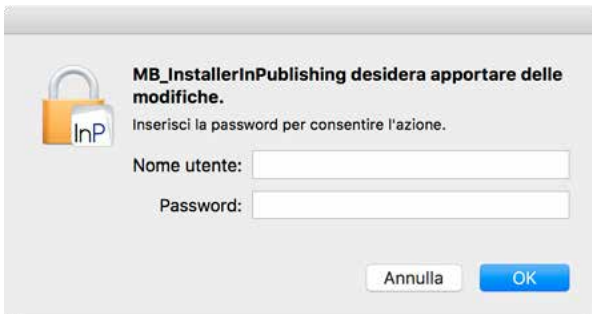 MB_InstallerInPublishing desidera apportare delle
modifiche.
Inserisci la password per consentire l'azione.
InP
Nome utente:
Password:
Annulla OK